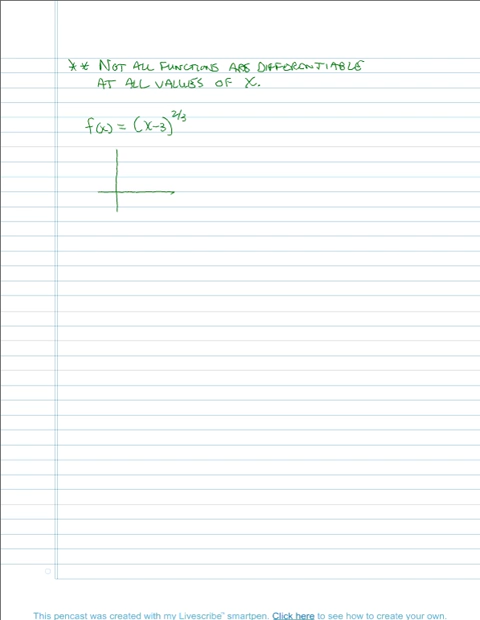 ** NOT ALL FUNCTIONS ARE DIFFERENTIABLE
AT ALL VALUES OF X.
f(x) = (x-3)^2/3
This pencast was created with my Livescribe™ smartpen. Click here to see how to create your own.